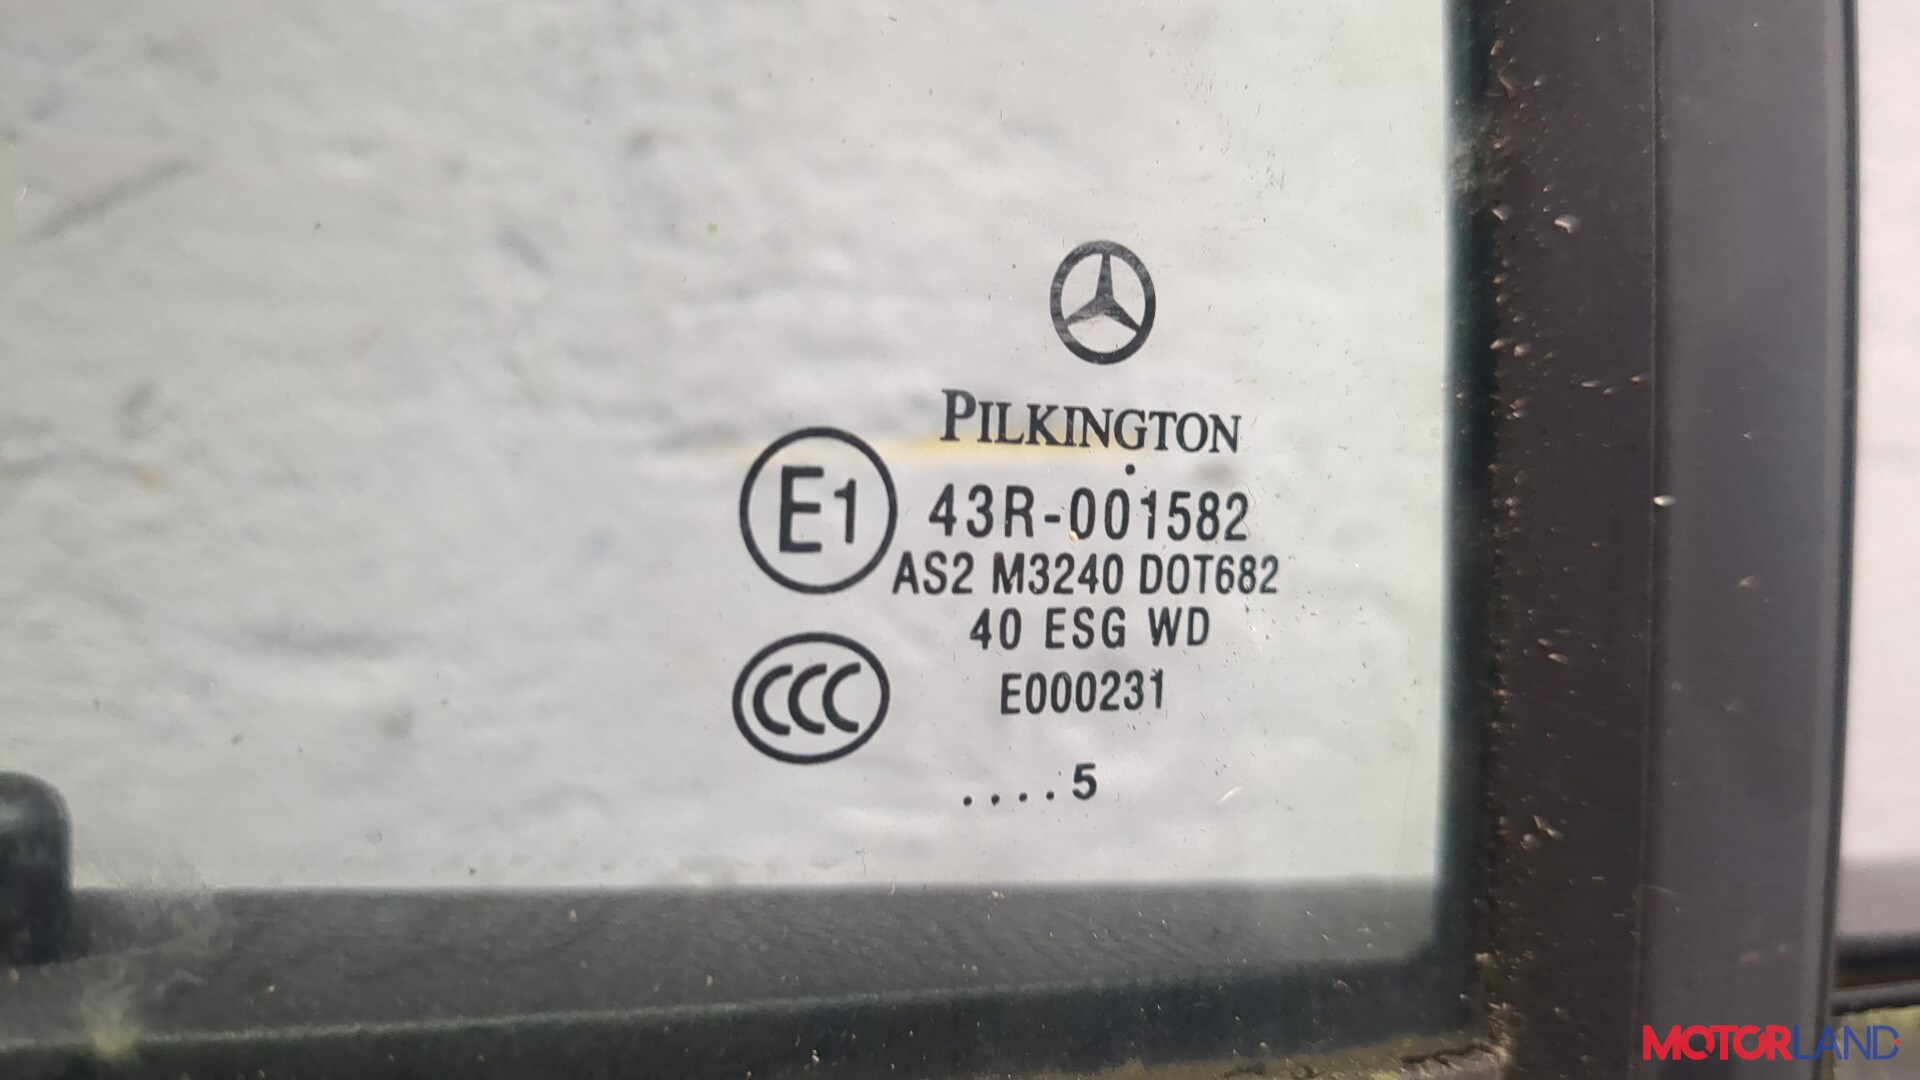 PILKINGTON
E1 43R-001582
AS2 M3240 DOT682
40 ESG WD
CCC E000231
....5
MOTORLAND